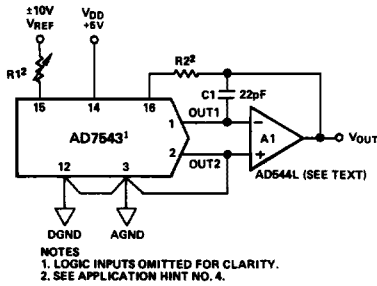 ±10V
VREF
VDD
+5V
R1²
R2²
15
14
16
C1
22pF
OUT1
1
AD7543¹
A1
VOUT
2
OUT2
AD544L (SEE TEXT)
12
3
DGND
AGND
NOTES
1. LOGIC INPUTS OMITTED FOR CLARITY.
2. SEE APPLICATION HINT NO. 4.